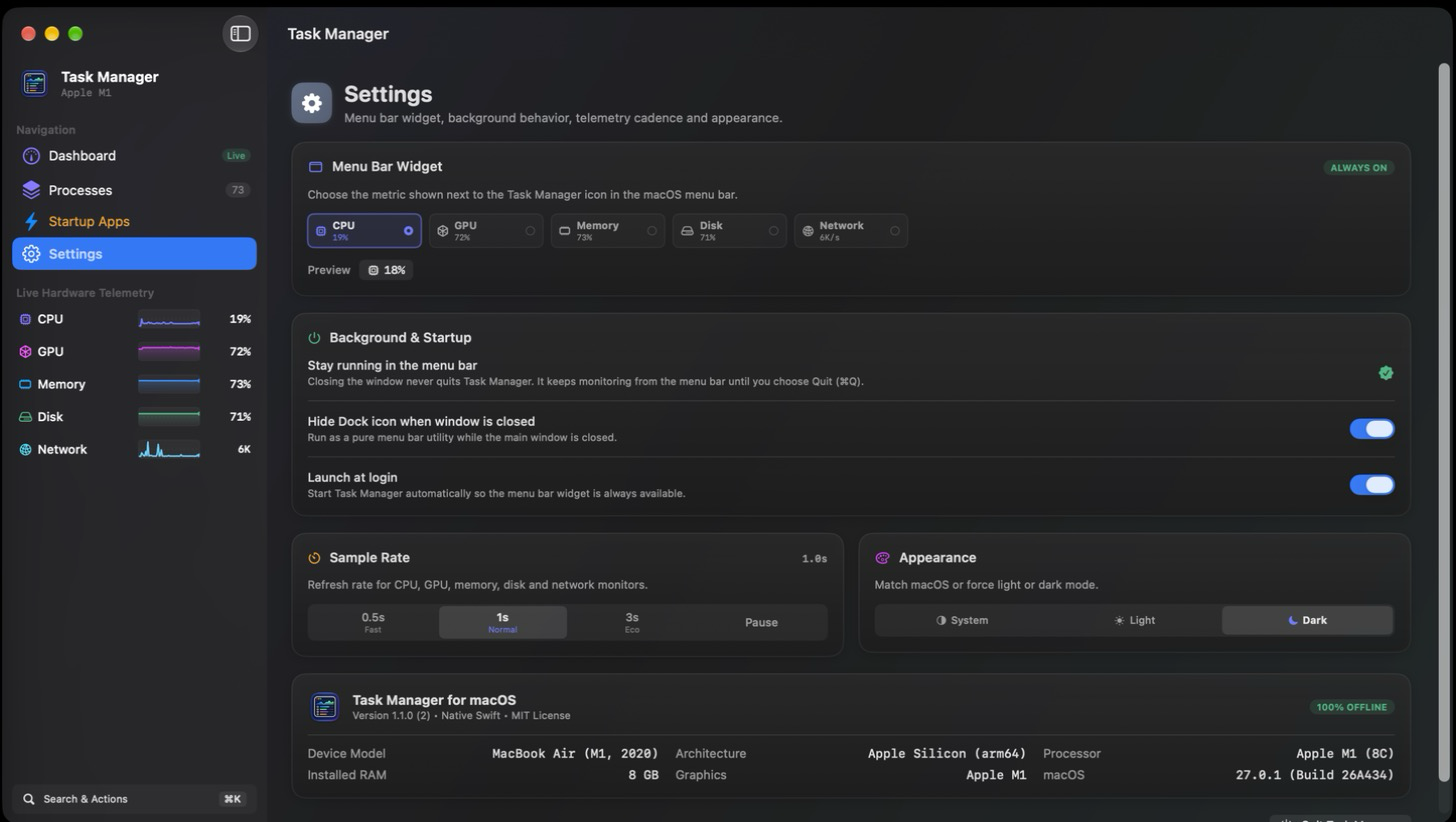 Task Manager
Task Manager
Apple M1
Navigation
Dashboard Live
Processes 73
Startup Apps
Settings
Live Hardware Telemetry
CPU 19%
GPU 72%
Memory 73%
Disk 71%
Network 6K
Search & Actions ⌘K
Settings
Menu bar widget, background behavior, telemetry cadence and appearance.
Menu Bar Widget ALWAYS ON
Choose the metric shown next to the Task Manager icon in the macOS menu bar.
CPU GPU Memory Disk Network
19% 72% 73% 71% 6K/s
Preview 18%
Background & Startup
Stay running in the menu bar
Closing the window never quits Task Manager. It keeps monitoring from the menu bar until you choose Quit (⌘Q).
Hide Dock icon when window is closed
Run as a pure menu bar utility while the main window is closed.
Launch at login
Start Task Manager automatically so the menu bar widget is always available.
Sample Rate 1.0s
Refresh rate for CPU, GPU, memory, disk and network monitors.
0.5s 1s 3s Pause
Fast Normal Eco
Appearance
Match macOS or force light or dark mode.
System Light Dark
Task Manager for macOS
Version 1.1.0 (2) • Native Swift • MIT License
100% OFFLINE
Device Model MacBook Air (M1, 2020) Architecture Apple Silicon (arm64) Processor Apple M1 (8C)
Installed RAM 8 GB Graphics Apple M1 macOS 27.0.1 (Build 26A434)